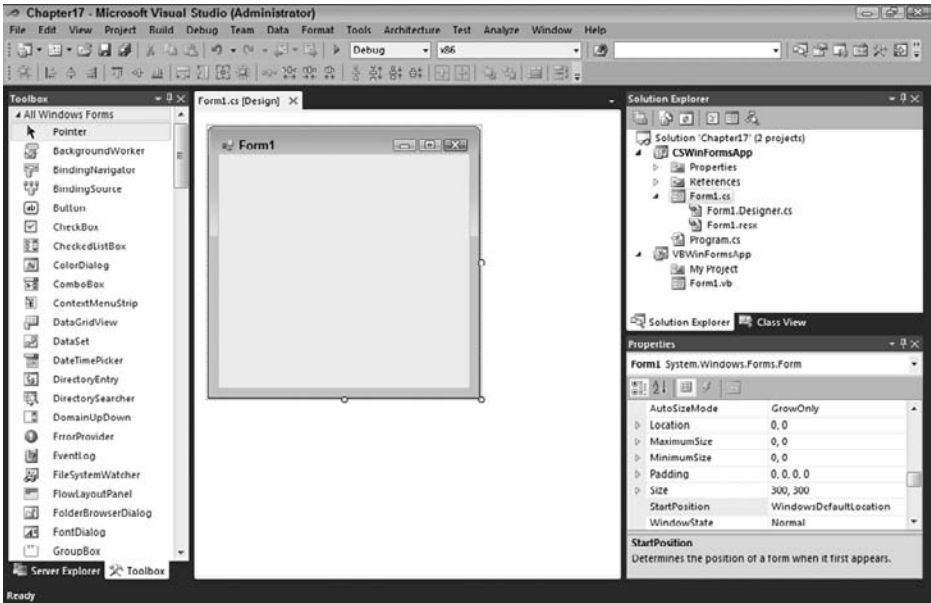 Chapter17 - Microsoft Visual Studio (Administrator)
File Edit View Project Build Debug Team Data Format Tools Architecture Test Analyze Window Help
Debug x86
Toolbox
All Windows Forms
Pointer
BackgroundWorker
BindingNavigator
BindingSource
Button
CheckBox
CheckedListBox
ColorDialog
ComboBox
ContextMenuStrip
DataGridView
DataSet
DateTimePicker
DirectoryEntry
DirectorySearcher
DomainUpDown
ErrorProvider
EventLog
FileSystemWatcher
FlowLayoutPanel
FolderBrowserDialog
FontDialog
GroupBox
Server Explorer Toolbox
Form1.cs [Design]
Form1
Solution Explorer
Solution 'Chapter17' (2 projects)
CSWinFormsApp
Properties
References
Form1.cs
Form1.Designer.cs
Form1.resx
Program.cs
VBWinFormsApp
My Project
Form1.vb
Solution Explorer Class View
Properties
Form1 System.Windows.Forms.Form
AutoSizeMode GrowOnly
Location 0, 0
MaximumSize 0, 0
MinimumSize 0, 0
Padding 0, 0, 0, 0
Size 300, 300
StartPosition WindowsDefaultLocation
WindowState Normal
StartPosition
Determines the position of a form when it first appears.
Ready